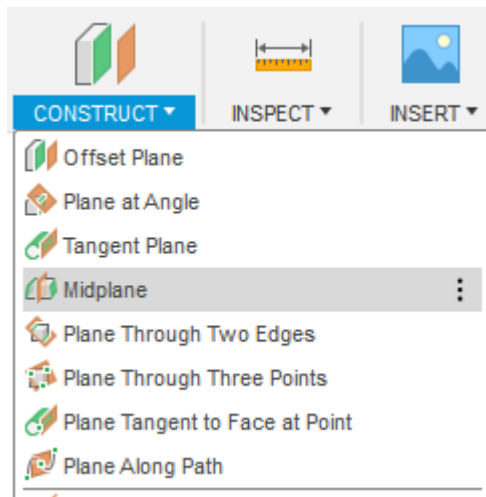 CONSTRUCT INSPECT INSERT
Offset Plane
Plane at Angle
Tangent Plane
Midplane
Plane Through Two Edges
Plane Through Three Points
Plane Tangent to Face at Point
Plane Along Path